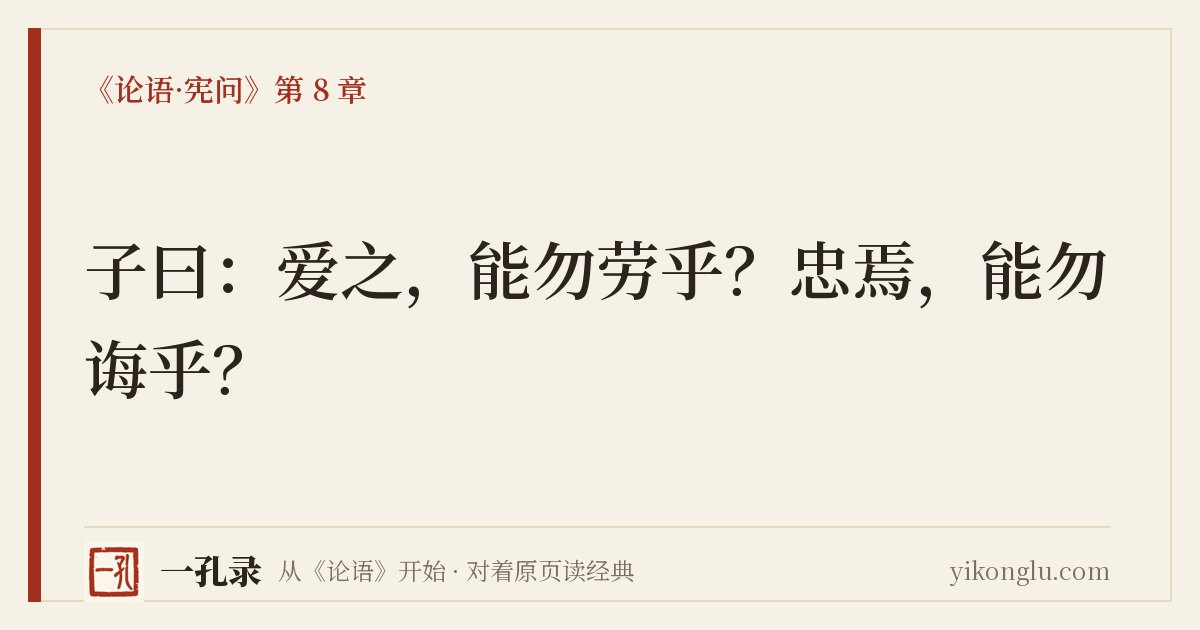 《论语·宪问》第 8 章
子曰：爱之，能勿劳乎？忠焉，能勿
诲乎？
一孔
一孔录 从《论语》开始 · 对着原页读经典 yikonglu.com